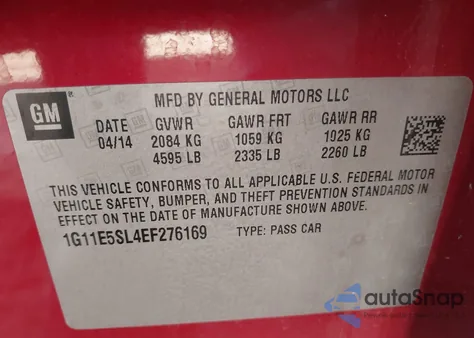 GM
MFD BY GENERAL MOTORS LLC
DATE GVWR GAWR FRT GAWR RR
04/14 2084 KG 1059 KG 1025 KG
4595 LB 2335 LB 2260 LB
THIS VEHICLE CONFORMS TO ALL APPLICABLE U.S. FEDERAL MOTOR
VEHICLE SAFETY, BUMPER, AND THEFT PREVENTION STANDARDS IN
EFFECT ON THE DATE OF MANUFACTURE SHOWN ABOVE.
1G11E5SL4EF276169 TYPE: PASS CAR
autoSnap